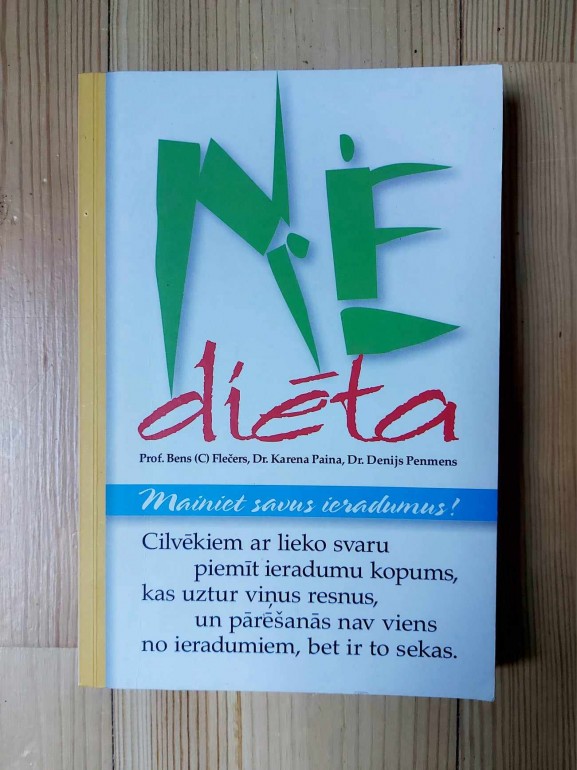 NE
diēta
Prof. Bens (C) Flečers, Dr. Karena Paina, Dr. Denijs Penmens
Mainiet savus ieradumus!
Cilvēkiem ar lieko svaru
piemīt ieradumu kopums,
kas uztur viņus resnus,
un pārēšanās nav viens
no ieradumiem, bet ir to sekas.